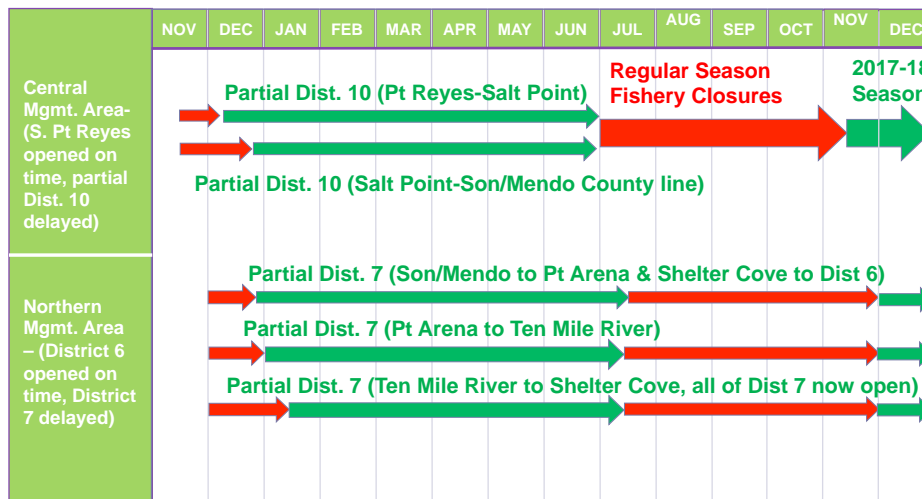 NOV DEC JAN FEB MAR APR MAY JUN JUL AUG SEP OCT NOV DEC
Central
Mgmt. Area-
(S. Pt Reyes
opened on
time, partial
Dist. 10
delayed)
Partial Dist. 10 (Pt Reyes-Salt Point)
Regular Season
Fishery Closures
2017-18
Season
Partial Dist. 10 (Salt Point-Son/Mendo County line)
Northern
Mgmt. Area
– (District 6
opened on
time, District
7 delayed)
Partial Dist. 7 (Son/Mendo to Pt Arena & Shelter Cove to Dist 6)
Partial Dist. 7 (Pt Arena to Ten Mile River)
Partial Dist. 7 (Ten Mile River to Shelter Cove, all of Dist 7 now open)